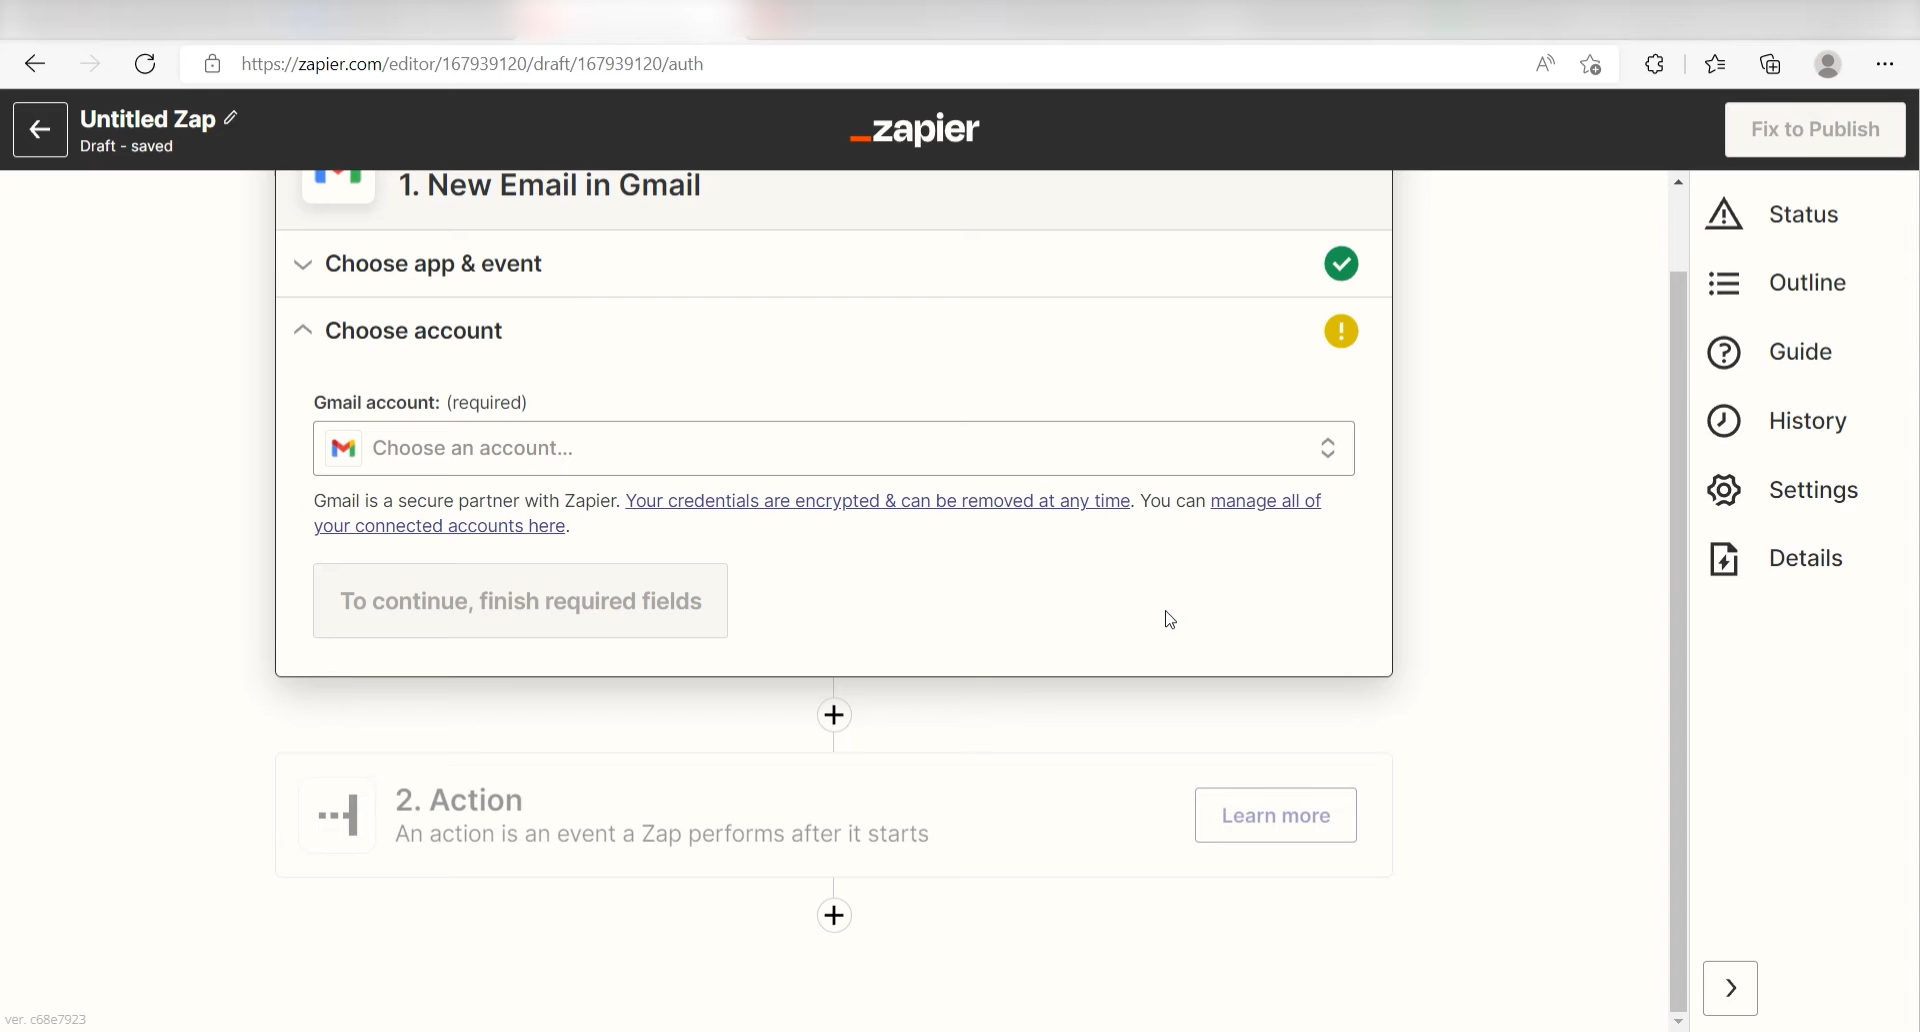 https://zapier.com/editor/167939120/draft/167939120/auth
Untitled Zap
Draft - saved
zapier
Fix to Publish
1. New Email in Gmail
Choose app & event
Choose account
Gmail account: (required)
Choose an account...
Gmail is a secure partner with Zapier. Your credentials are encrypted & can be removed at any time. You can manage all of
your connected accounts here.
To continue, finish required fields
2. Action
An action is an event a Zap performs after it starts
Learn more
Status
Outline
Guide
History
Settings
Details
ver. c68e7923